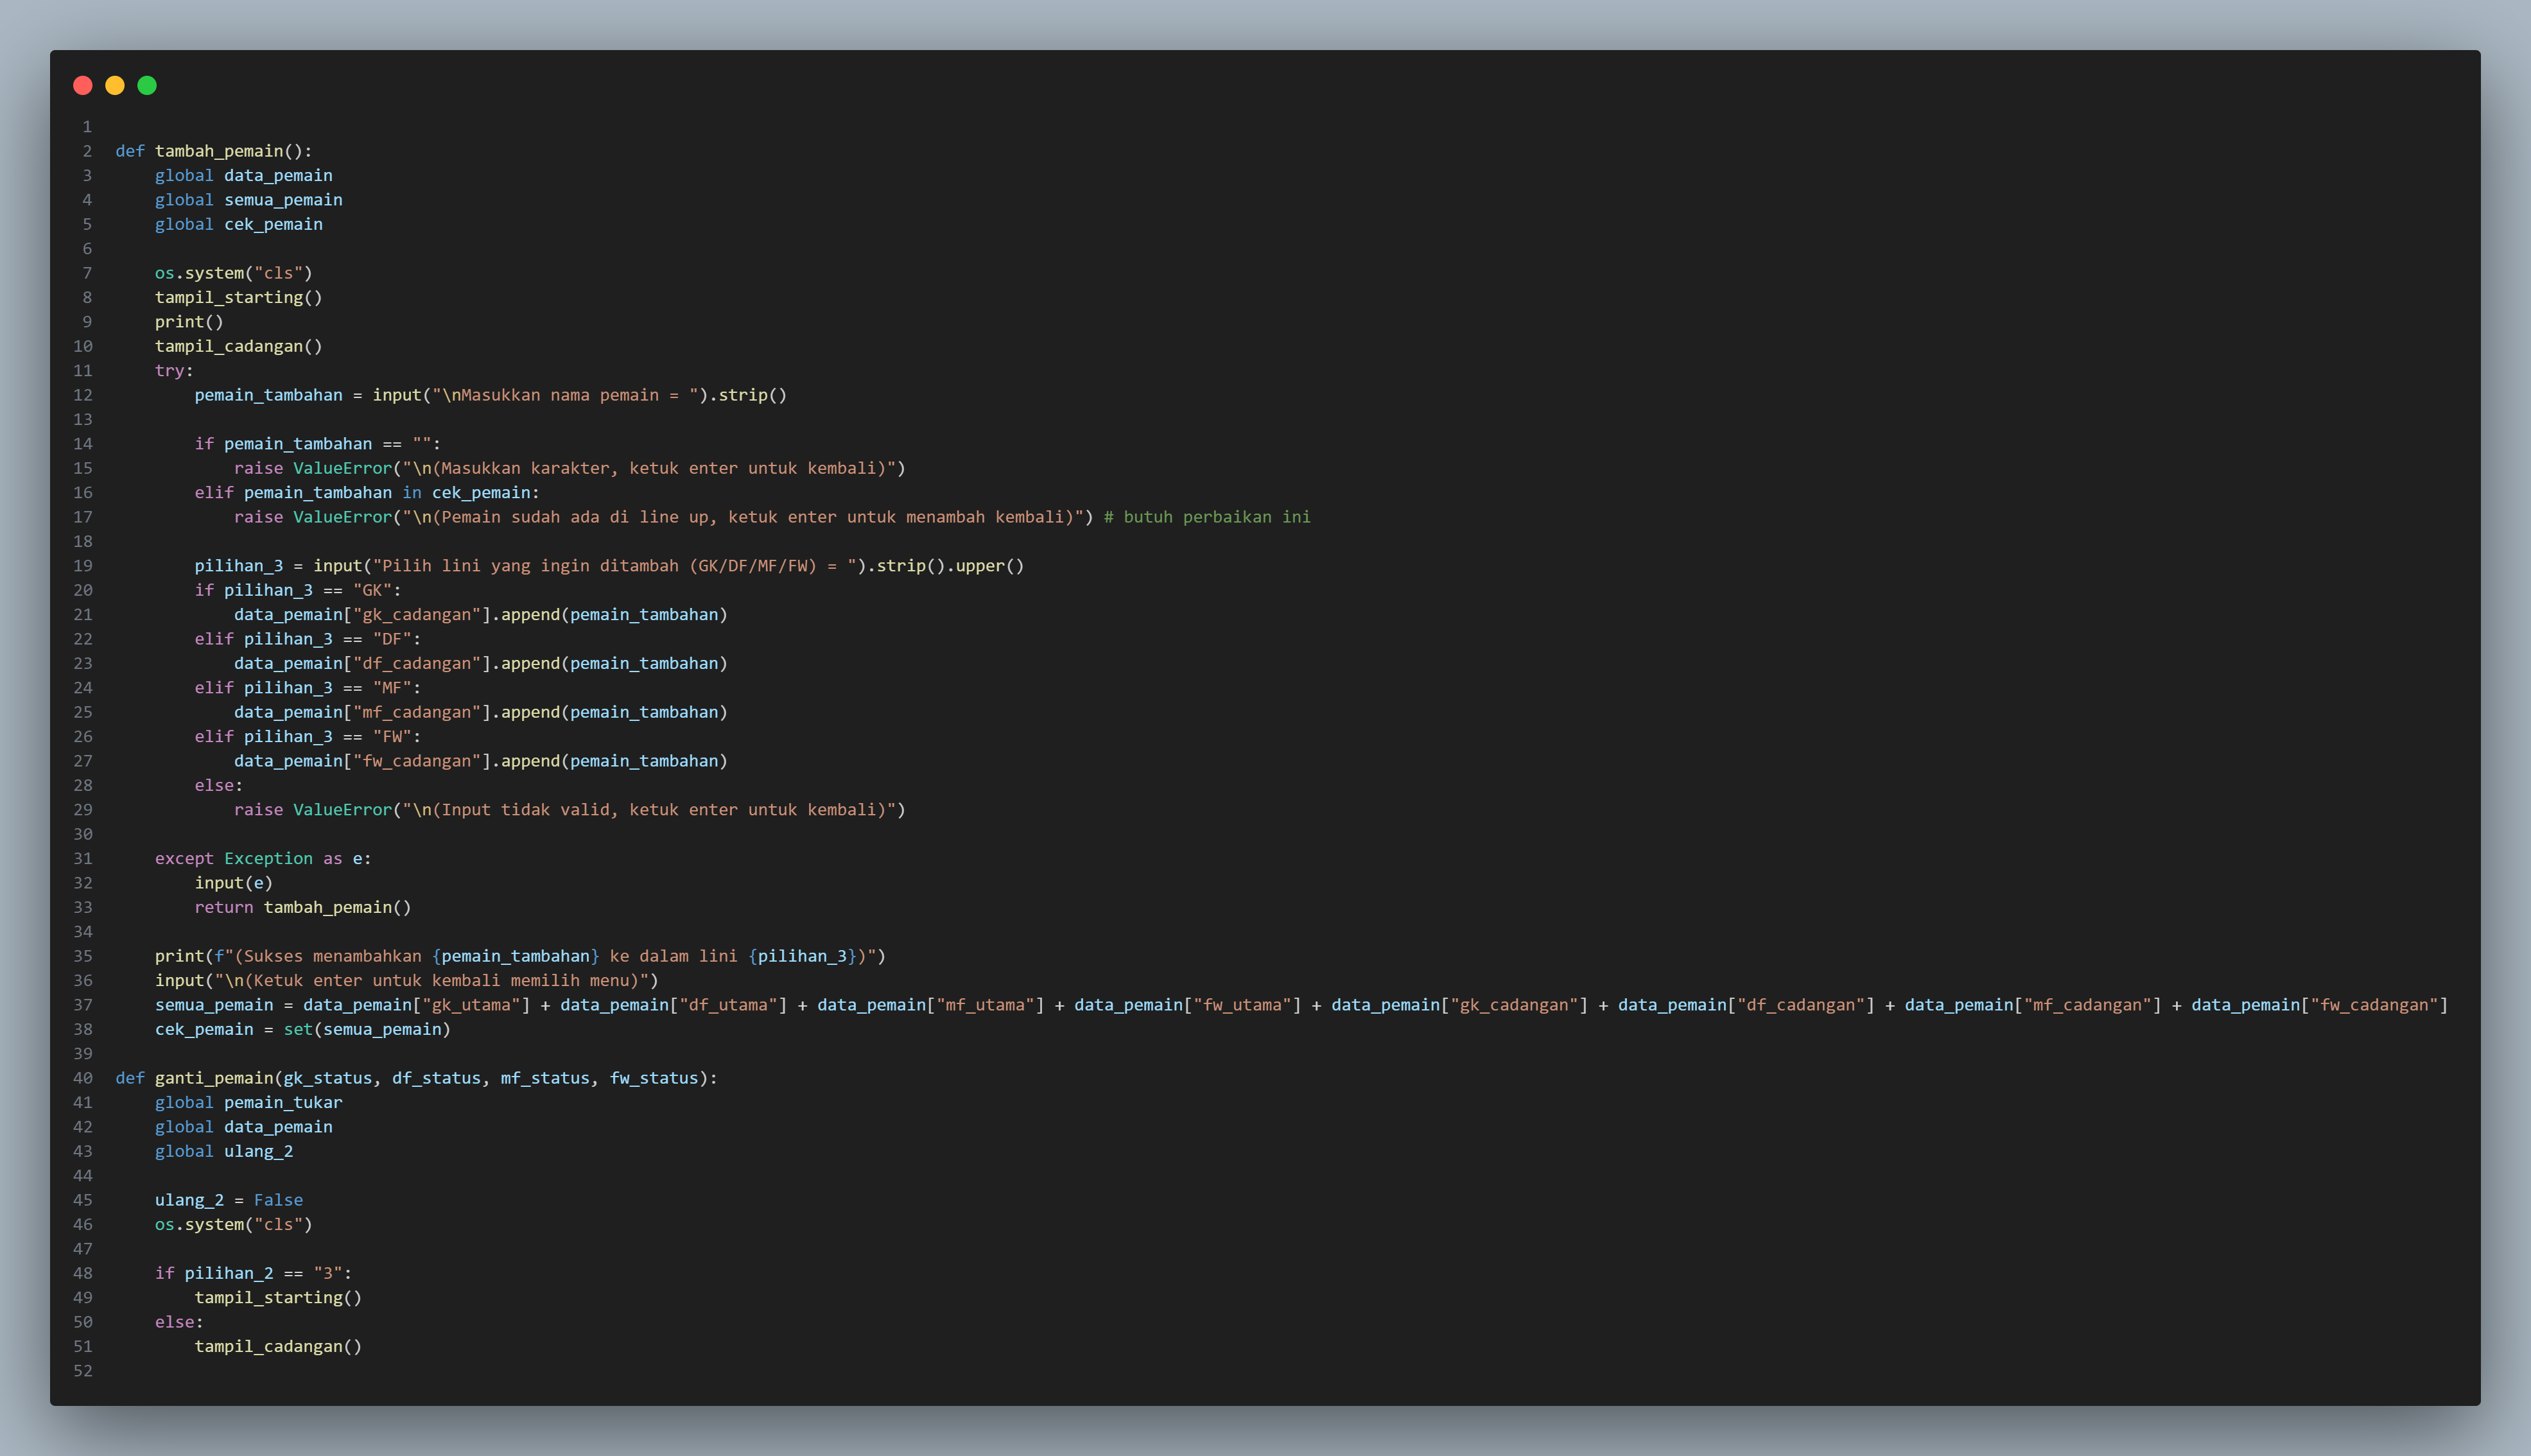 1
2 def tambah_pemain():
3     global data_pemain
4     global semua_pemain
5     global cek_pemain
6
7     os.system("cls")
8     tampil_starting()
9     print()
10     tampil_cadangan()
11     try:
12         pemain_tambahan = input("\nMasukkan nama pemain = ").strip()
13
14         if pemain_tambahan == "":
15             raise ValueError("\n(Masukkan karakter, ketuk enter untuk kembali)")
16         elif pemain_tambahan in cek_pemain:
17             raise ValueError("\n(Pemain sudah ada di line up, ketuk enter untuk menambah kembali)") # butuh perbaikan ini
18
19         pilihan_3 = input("Pilih lini yang ingin ditambah (GK/DF/MF/FW) = ").strip().upper()
20         if pilihan_3 == "GK":
21             data_pemain["gk_cadangan"].append(pemain_tambahan)
22         elif pilihan_3 == "DF":
23             data_pemain["df_cadangan"].append(pemain_tambahan)
24         elif pilihan_3 == "MF":
25             data_pemain["mf_cadangan"].append(pemain_tambahan)
26         elif pilihan_3 == "FW":
27             data_pemain["fw_cadangan"].append(pemain_tambahan)
28         else:
29             raise ValueError("\n(Input tidak valid, ketuk enter untuk kembali)")
30
31     except Exception as e:
32         input(e)
33         return tambah_pemain()
34
35     print(f"(Sukses menambahkan {pemain_tambahan} ke dalam lini {pilihan_3})")
36     input("\n(Ketuk enter untuk kembali memilih menu)")
37     semua_pemain = data_pemain["gk_utama"] + data_pemain["df_utama"] + data_pemain["mf_utama"] + data_pemain["fw_utama"] + data_pemain["gk_cadangan"] + data_pemain["df_cadangan"] + data_pemain["mf_cadangan"] + data_pemain["fw_cadangan"]
38     cek_pemain = set(semua_pemain)
39
40 def ganti_pemain(gk_status, df_status, mf_status, fw_status):
41     global pemain_tukar
42     global data_pemain
43     global ulang_2
44
45     ulang_2 = False
46     os.system("cls")
47
48     if pilihan_2 == "3":
49         tampil_starting()
50     else:
51         tampil_cadangan()
52